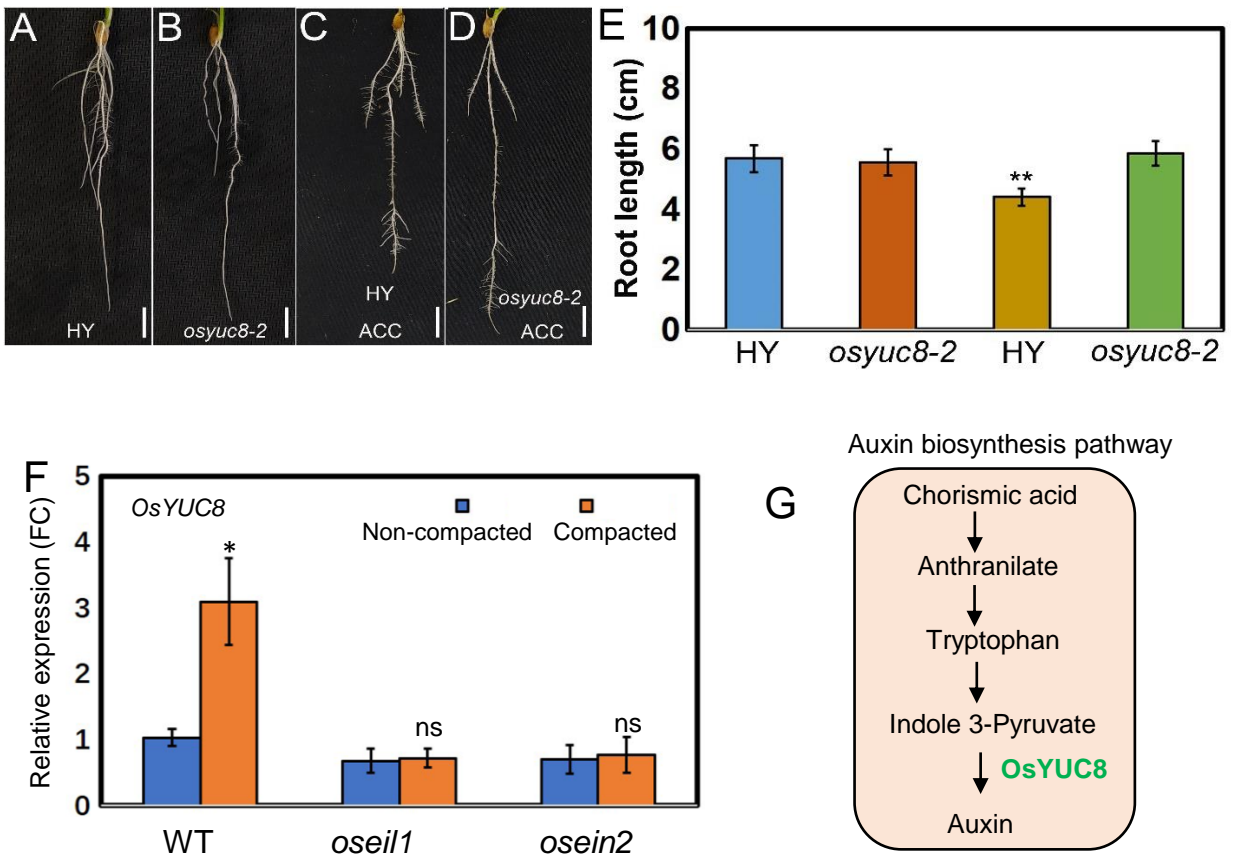 A
B
C
D
HY
osyuc8-2
HY
ACC
osyuc8-2
ACC
E
Root length (cm)
10
8
6
4
2
0
**
HY
osyuc8-2
HY
osyuc8-2
F
Relative expression (FC)
5
4
3
2
1
0
OsYUC8
Non-compacted
Compacted
*
ns
ns
WT
oseil1
osein2
G
Auxin biosynthesis pathway
Chorismic acid
Anthranilate
Tryptophan
Indole 3-Pyruvate
OsYUC8
Auxin